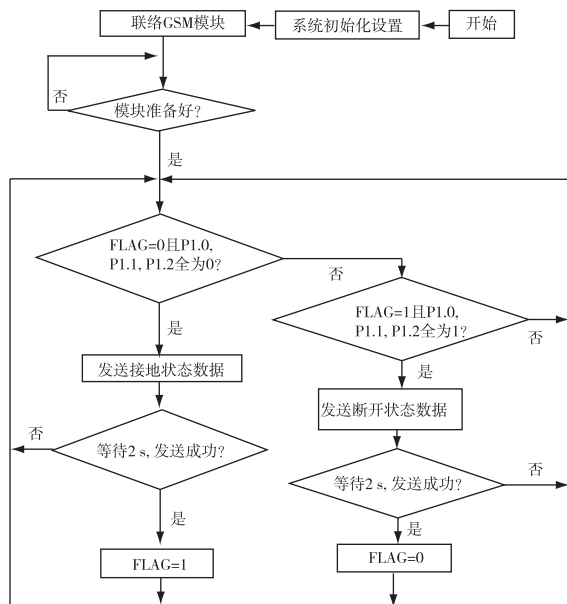 联络GSM模块
系统初始化设置
开始
否
模块准备好?
是
FLAG=0且P1.0,
P1.1, P1.2全为0?
否
FLAG=1且P1.0,
P1.1, P1.2全为1?
否
是
是
发送接地状态数据
发送断开状态数据
否
等待2 s, 发送成功?
否
等待2 s, 发送成功?
是
是
FLAG=1
FLAG=0